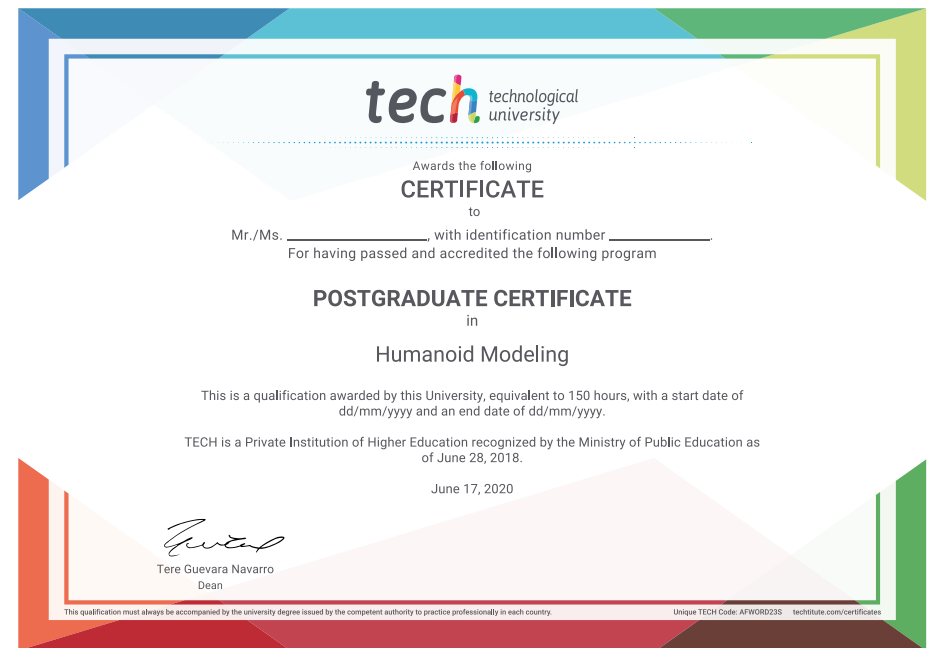 tech technological
university
Awards the following
CERTIFICATE
to
Mr./Ms. ____________________, with identification number ______________.
For having passed and accredited the following program
POSTGRADUATE CERTIFICATE
in
Humanoid Modeling
This is a qualification awarded by this University, equivalent to 150 hours, with a start date of
dd/mm/yyyy and an end date of dd/mm/yyyy.
TECH is a Private Institution of Higher Education recognized by the Ministry of Public Education as
of June 28, 2018.
June 17, 2020
Tere Guevara Navarro
Dean
This qualification must always be accompanied by the university degree issued by the competent authority to practice professionally in each country. Unique TECH Code: AFWORD23S techtitute.com/certificates